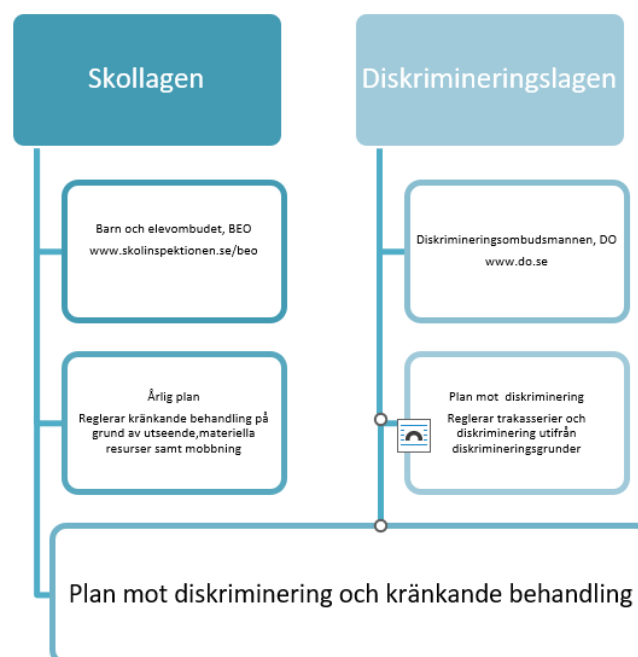 Skollagen
Diskrimineringslagen
Barn och elevombudet, BEO
www.skolinspektionen.se/beo
Diskrimineringsombudsmannen, DO
www.do.se
Årlig plan
Reglerar kränkande behandling på
grund av utseende,materiella
resurser samt mobbning
Plan mot  diskriminering
Reglerar trakasserier och
diskriminering utifrån
diskrimineringsgrunder
Plan mot diskriminering och kränkande behandling